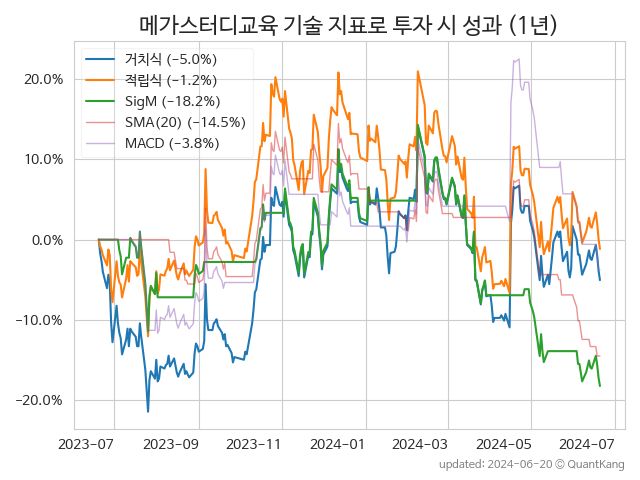 메가스터디교육 기술 지표로 투자 시 성과 (1년)
거치식 (−5.0%)
적립식 (−1.2%)
SigM (−18.2%)
SMA(20) (−14.5%)
MACD (−3.8%)
20.0%
10.0%
0.0%
−10.0%
−20.0%
2023-07 2023-09 2023-11 2024-01 2024-03 2024-05 2024-07
updated: 2024-06-20 © QuantKang